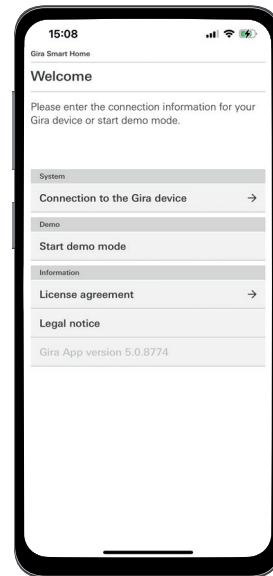 15:08
Gira Smart Home
Welcome
Please enter the connection information for your
Gira device or start demo mode.
System
Connection to the Gira device
Demo
Start demo mode
Information
License agreement
Legal notice
Gira App version 5.0.8774